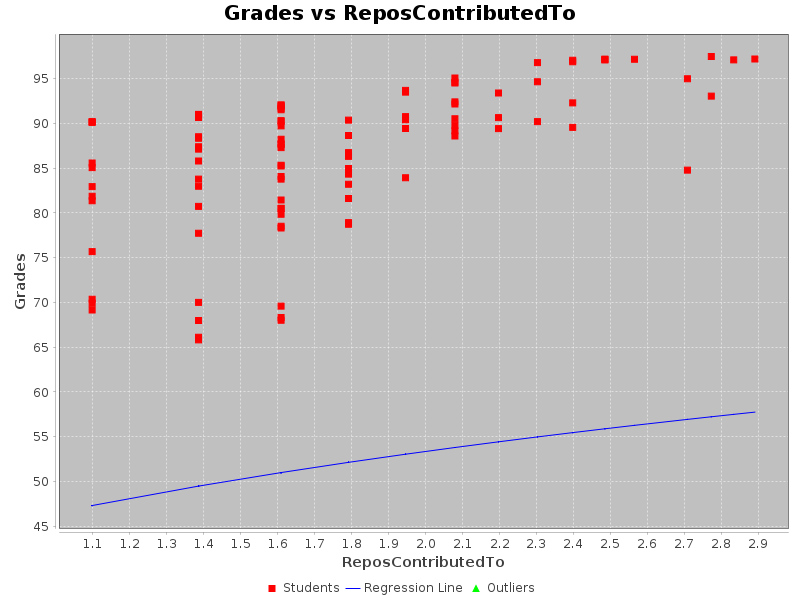 Grades vs ReposContributedTo
95
90
85
80
75
70
65
60
55
50
45
Grades
1.1 1.2 1.3 1.4 1.5 1.6 1.7 1.8 1.9 2.0 2.1 2.2 2.3 2.4 2.5 2.6 2.7 2.8 2.9
ReposContributedTo
Students Regression Line Outliers